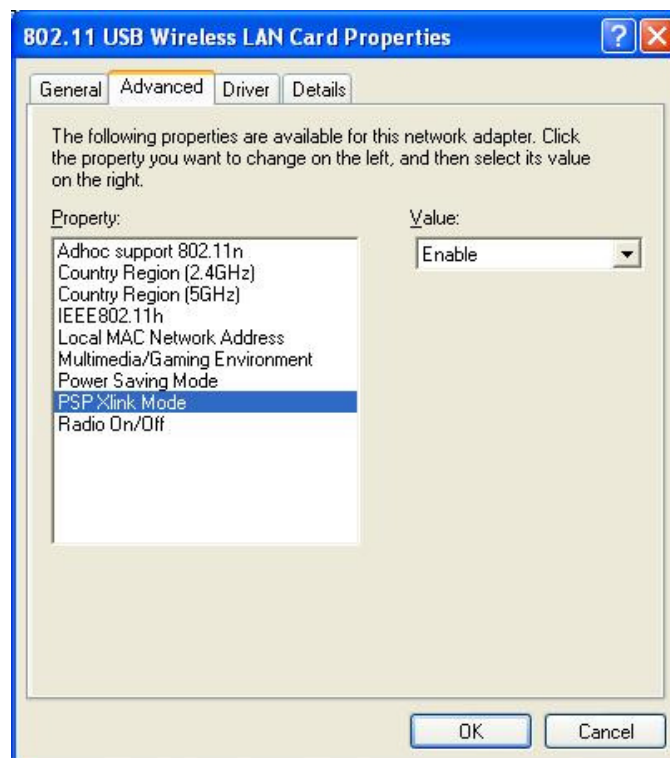 802.11 USB Wireless LAN Card Properties
?
General Advanced Driver Details
The following properties are available for this network adapter. Click
the property you want to change on the left, and then select its value
on the right.
Property:
Value:
Adhoc support 802.11n
Country Region (2.4GHz)
Country Region (5GHz)
IEEE802.11h
Local MAC Network Address
Multimedia/Gaming Environment
Power Saving Mode
PSP Xlink Mode
Radio On/Off
Enable
OK Cancel